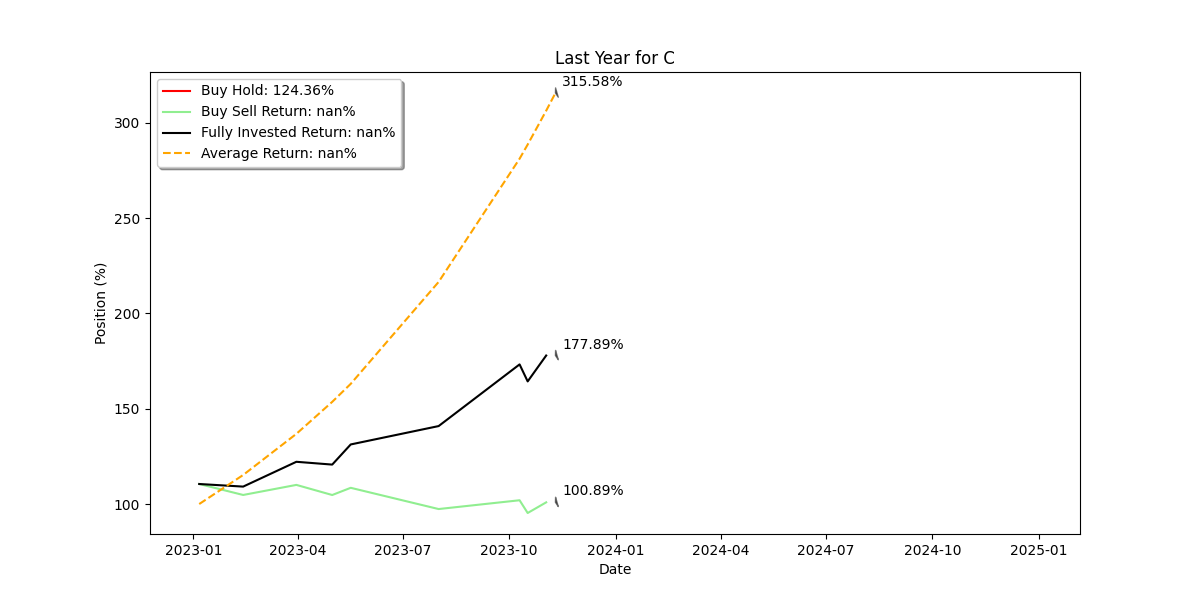 Last Year for C
Buy Hold: 124.36%
Buy Sell Return: nan%
Fully Invested Return: nan%
Average Return: nan%
315.58%
177.89%
100.89%
300
250
200
150
100
Position (%)
2023-01 2023-04 2023-07 2023-10 2024-01 2024-04 2024-07 2024-10 2025-01
Date